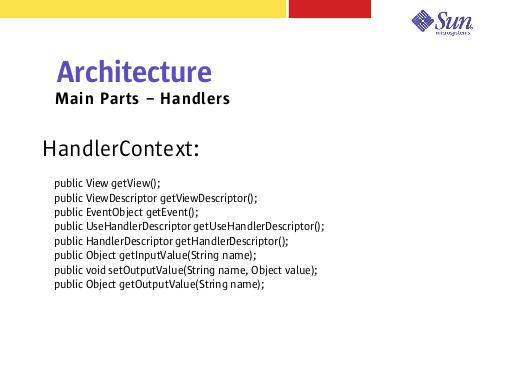 Sun
microsystems
Architecture
Main Parts – Handlers
HandlerContext:
public View getView();
public ViewDescriptor getViewDescriptor();
public EventObject getEvent();
public UseHandlerDescriptor getUseHandlerDescriptor();
public HandlerDescriptor getHandlerDescriptor();
public Object getInputValue(String name);
public void setOutputValue(String name, Object value);
public Object getOutputValue(String name);